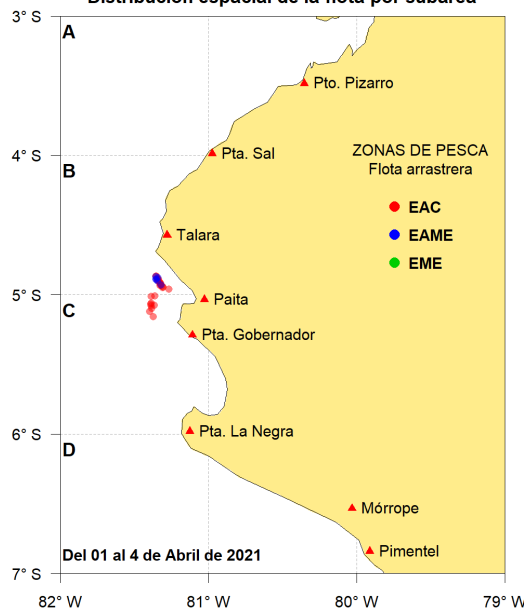 Distribución espacial de la flota por subárea
3° S
A
Pto. Pizarro
ZONAS DE PESCA
Flota arrastrera
4° S
Pta. Sal
B
EAC
Talara
EAME
EME
5° S
Paita
C
Pta. Gobernador
6° S
Pta. La Negra
D
Mórrope
Del 01 al 4 de Abril de 2021
Pimentel
7° S
82° W
81° W
80° W
79° W